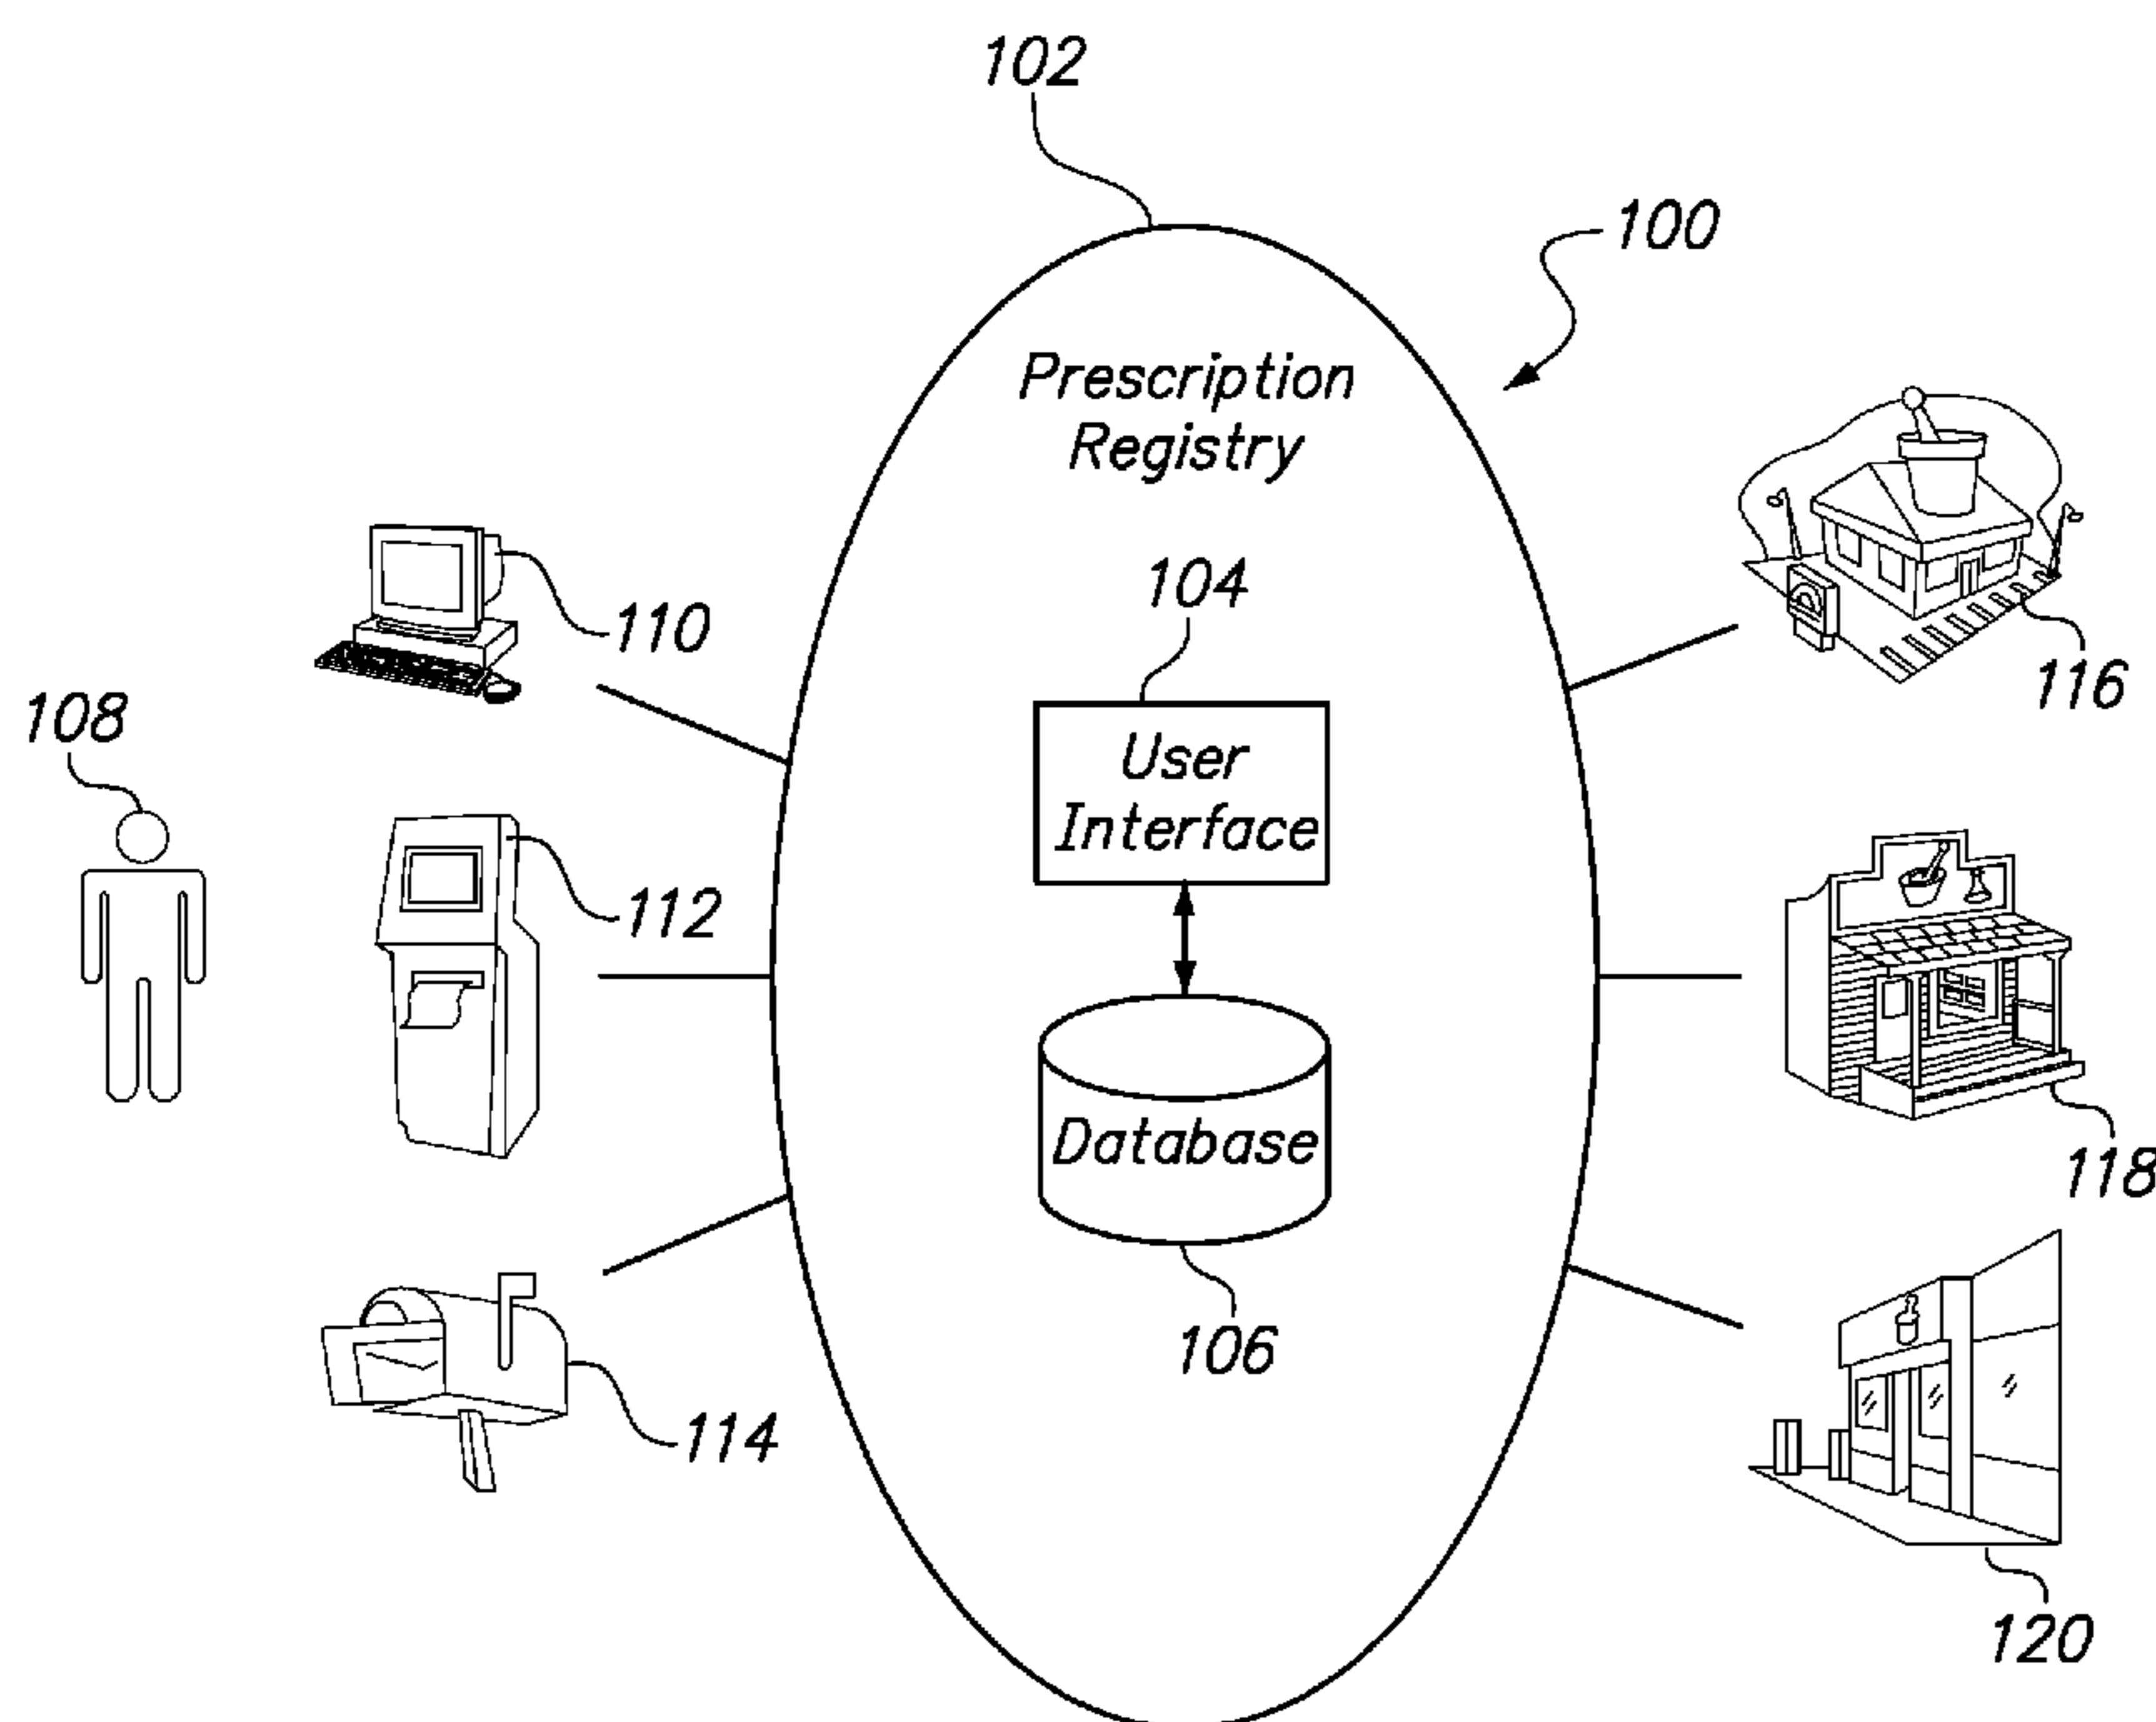 102
100
Prescription
Registry
104
110
116
108
User
Interface
112
Database
118
106
114
120